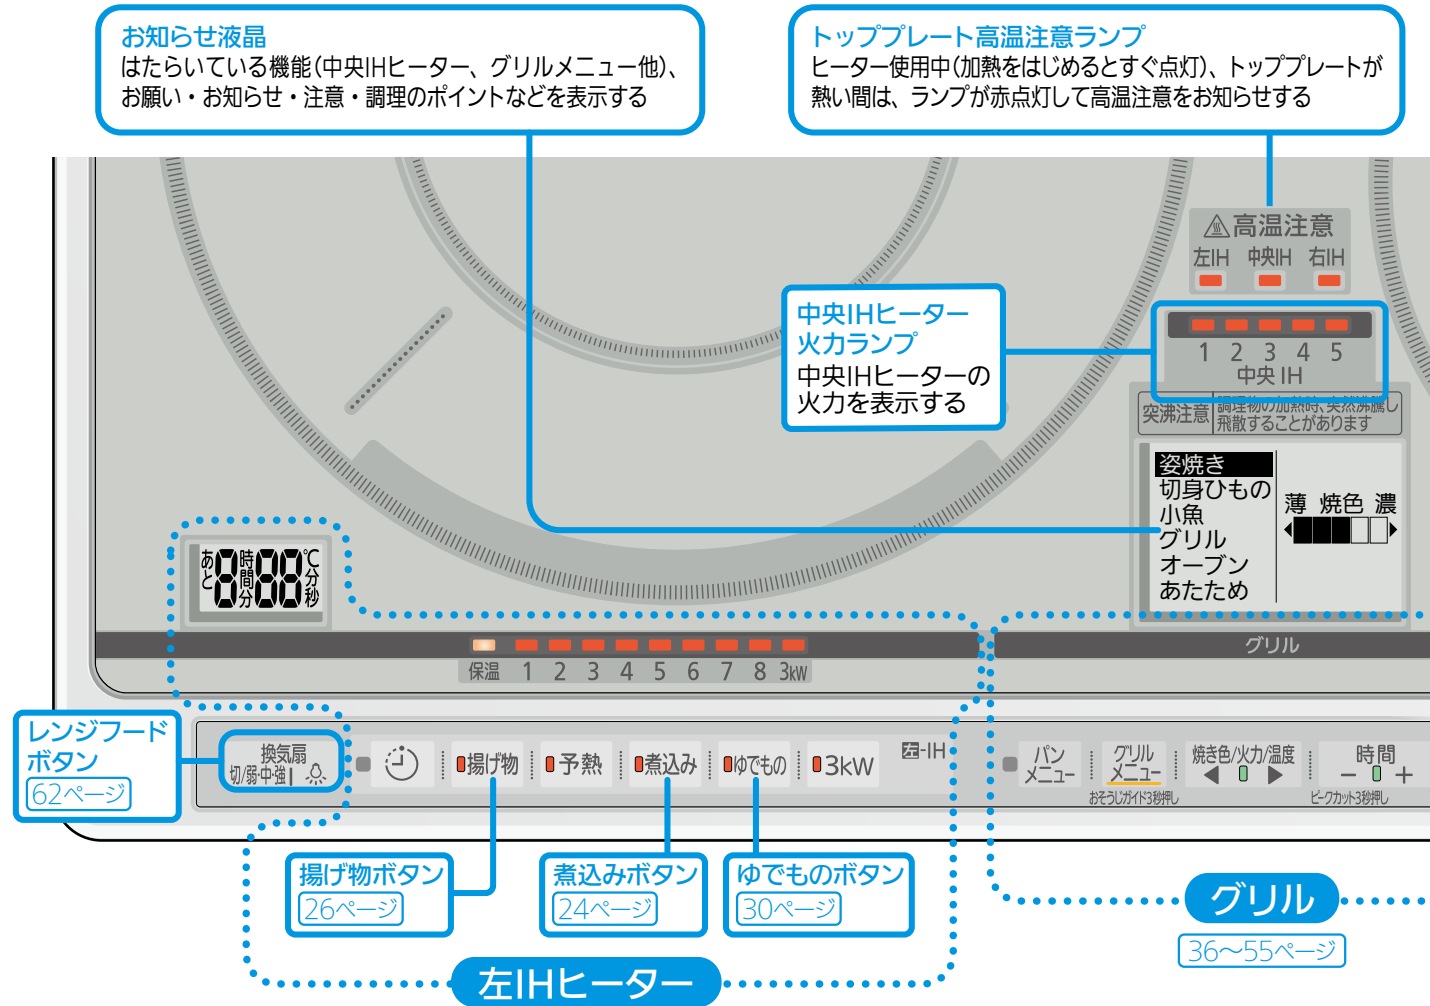 お知らせ液晶
はたらいている機能(中央IHヒーター、グリルメニュー他)、
お願い・お知らせ・注意・調理のポイントなどを表示する
トッププレート高温注意ランプ
ヒーター使用中(加熱をはじめるとすぐ点灯)、トッププレートが
熱い間は、ランプが赤点灯して高温注意をお知らせする
高温注意
左IH 中央IH 右IH
中央IHヒーター
火力ランプ
中央IHヒーターの
火力を表示する
1 2 3 4 5
中央 IH
突沸注意
調理物の加熱時、突然沸騰し
飛散することがあります
姿焼き
切身ひもの
小魚
グリル
オーブン
あたため
薄 焼色 濃
あと 8 時間 分 88 ℃ 分 秒
保温 1 2 3 4 5 6 7 8 3kW
グリル
レンジフード
ボタン
62ページ
換気扇
切/弱・中・強
揚げ物 予熱 煮込み ゆでもの 3kW
左-IH
パン
メニュー
グリル
メニュー
おそうじガイド3秒押し
焼き色/火力/温度
◀ ▶
時間
− +
ピークカット3秒押し
揚げ物ボタン
26ページ
煮込みボタン
24ページ
ゆでものボタン
30ページ
グリル
36〜55ページ
左IHヒーター